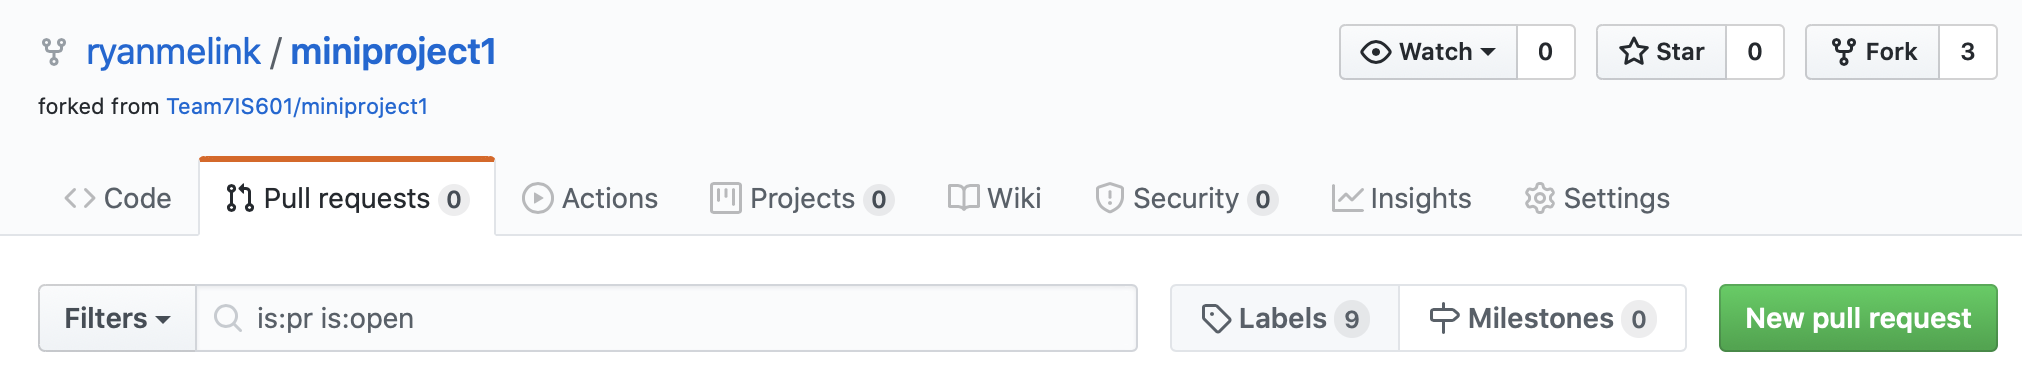 ryanmelink / miniproject1
Watch 0
Star 0
Fork 3
forked from Team7IS601/miniproject1
Code
Pull requests 0
Actions
Projects 0
Wiki
Security 0
Insights
Settings
Filters
is:pr is:open
Labels 9
Milestones 0
New pull request